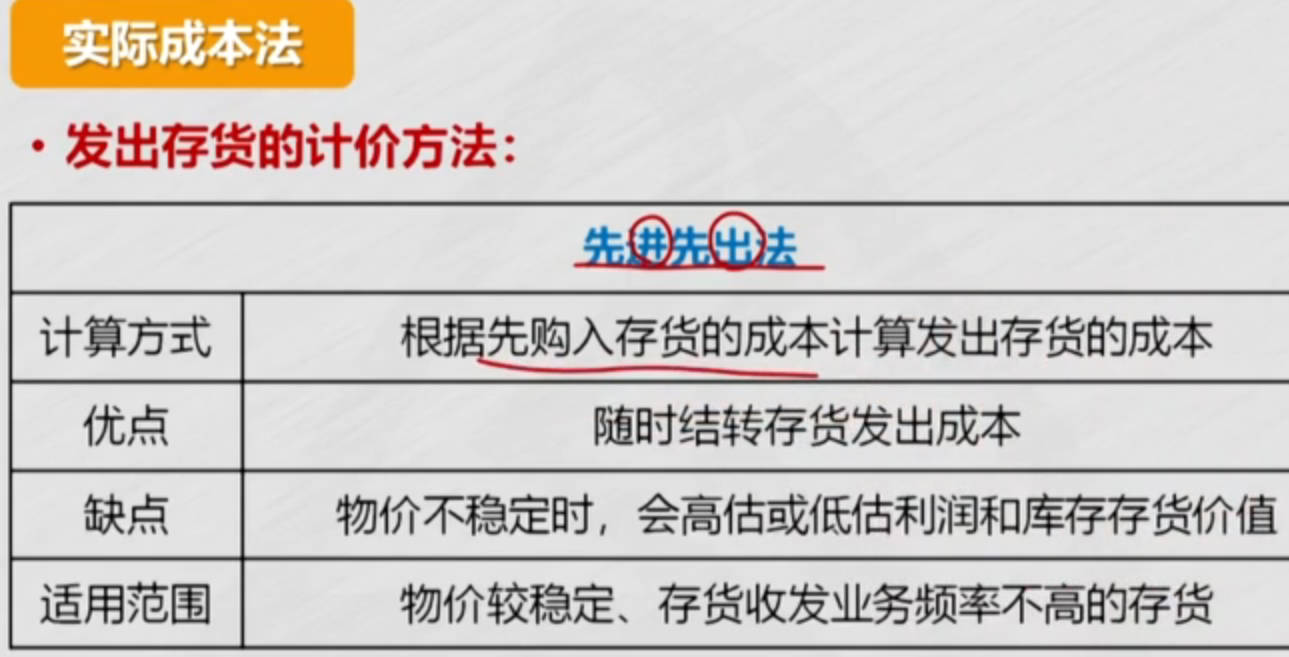 实际成本法
·发出存货的计价方法：
先进先出法
计算方式 根据先购入存货的成本计算发出存货的成本
优点 随时结转存货发出成本
缺点 物价不稳定时，会高估或低估利润和库存存货价值
适用范围 物价较稳定、存货收发业务频率不高的存货